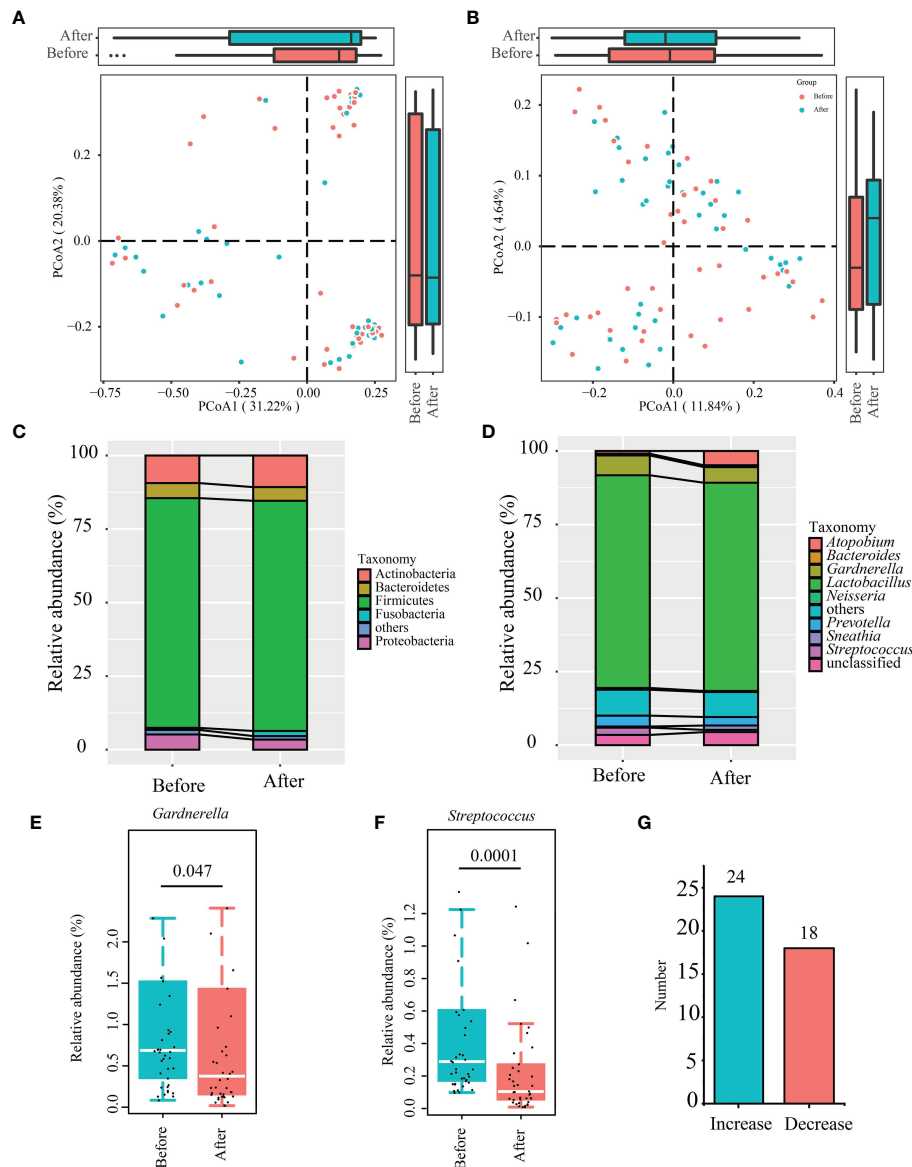 A
After
Before
PCoA2 ( 20.38% )
0.2
0.0
−0.2
−0.75
−0.50
−0.25
0.00
0.25
PCoA1 ( 31.22% )
Before
After
B
After
Before
Group
Before
After
PCoA2 ( 4.64% )
0.2
0.1
0.0
−0.1
−0.2
0.0
0.2
0.4
PCoA1 ( 11.84% )
Before
After
C
Relative abundance (%)
100
75
50
25
0
Before
After
Taxonomy
Actinobacteria
Bacteroidetes
Firmicutes
Fusobacteria
others
Proteobacteria
D
Relative abundance (%)
100
75
50
25
0
Before
After
Taxonomy
Atopobium
Bacteroides
Gardnerella
Lactobacillus
Neisseria
others
Prevotella
Sneathia
Streptococcus
unclassified
E
Gardnerella
0.047
Relative abundance (%)
2.0
1.5
1.0
0.5
0.0
Before
After
F
Streptococcus
0.0001
Relative abundance (%)
1.2
1.0
0.8
0.6
0.4
0.2
0.0
Before
After
G
Number
25
20
15
10
5
0
24
18
Increase
Decrease